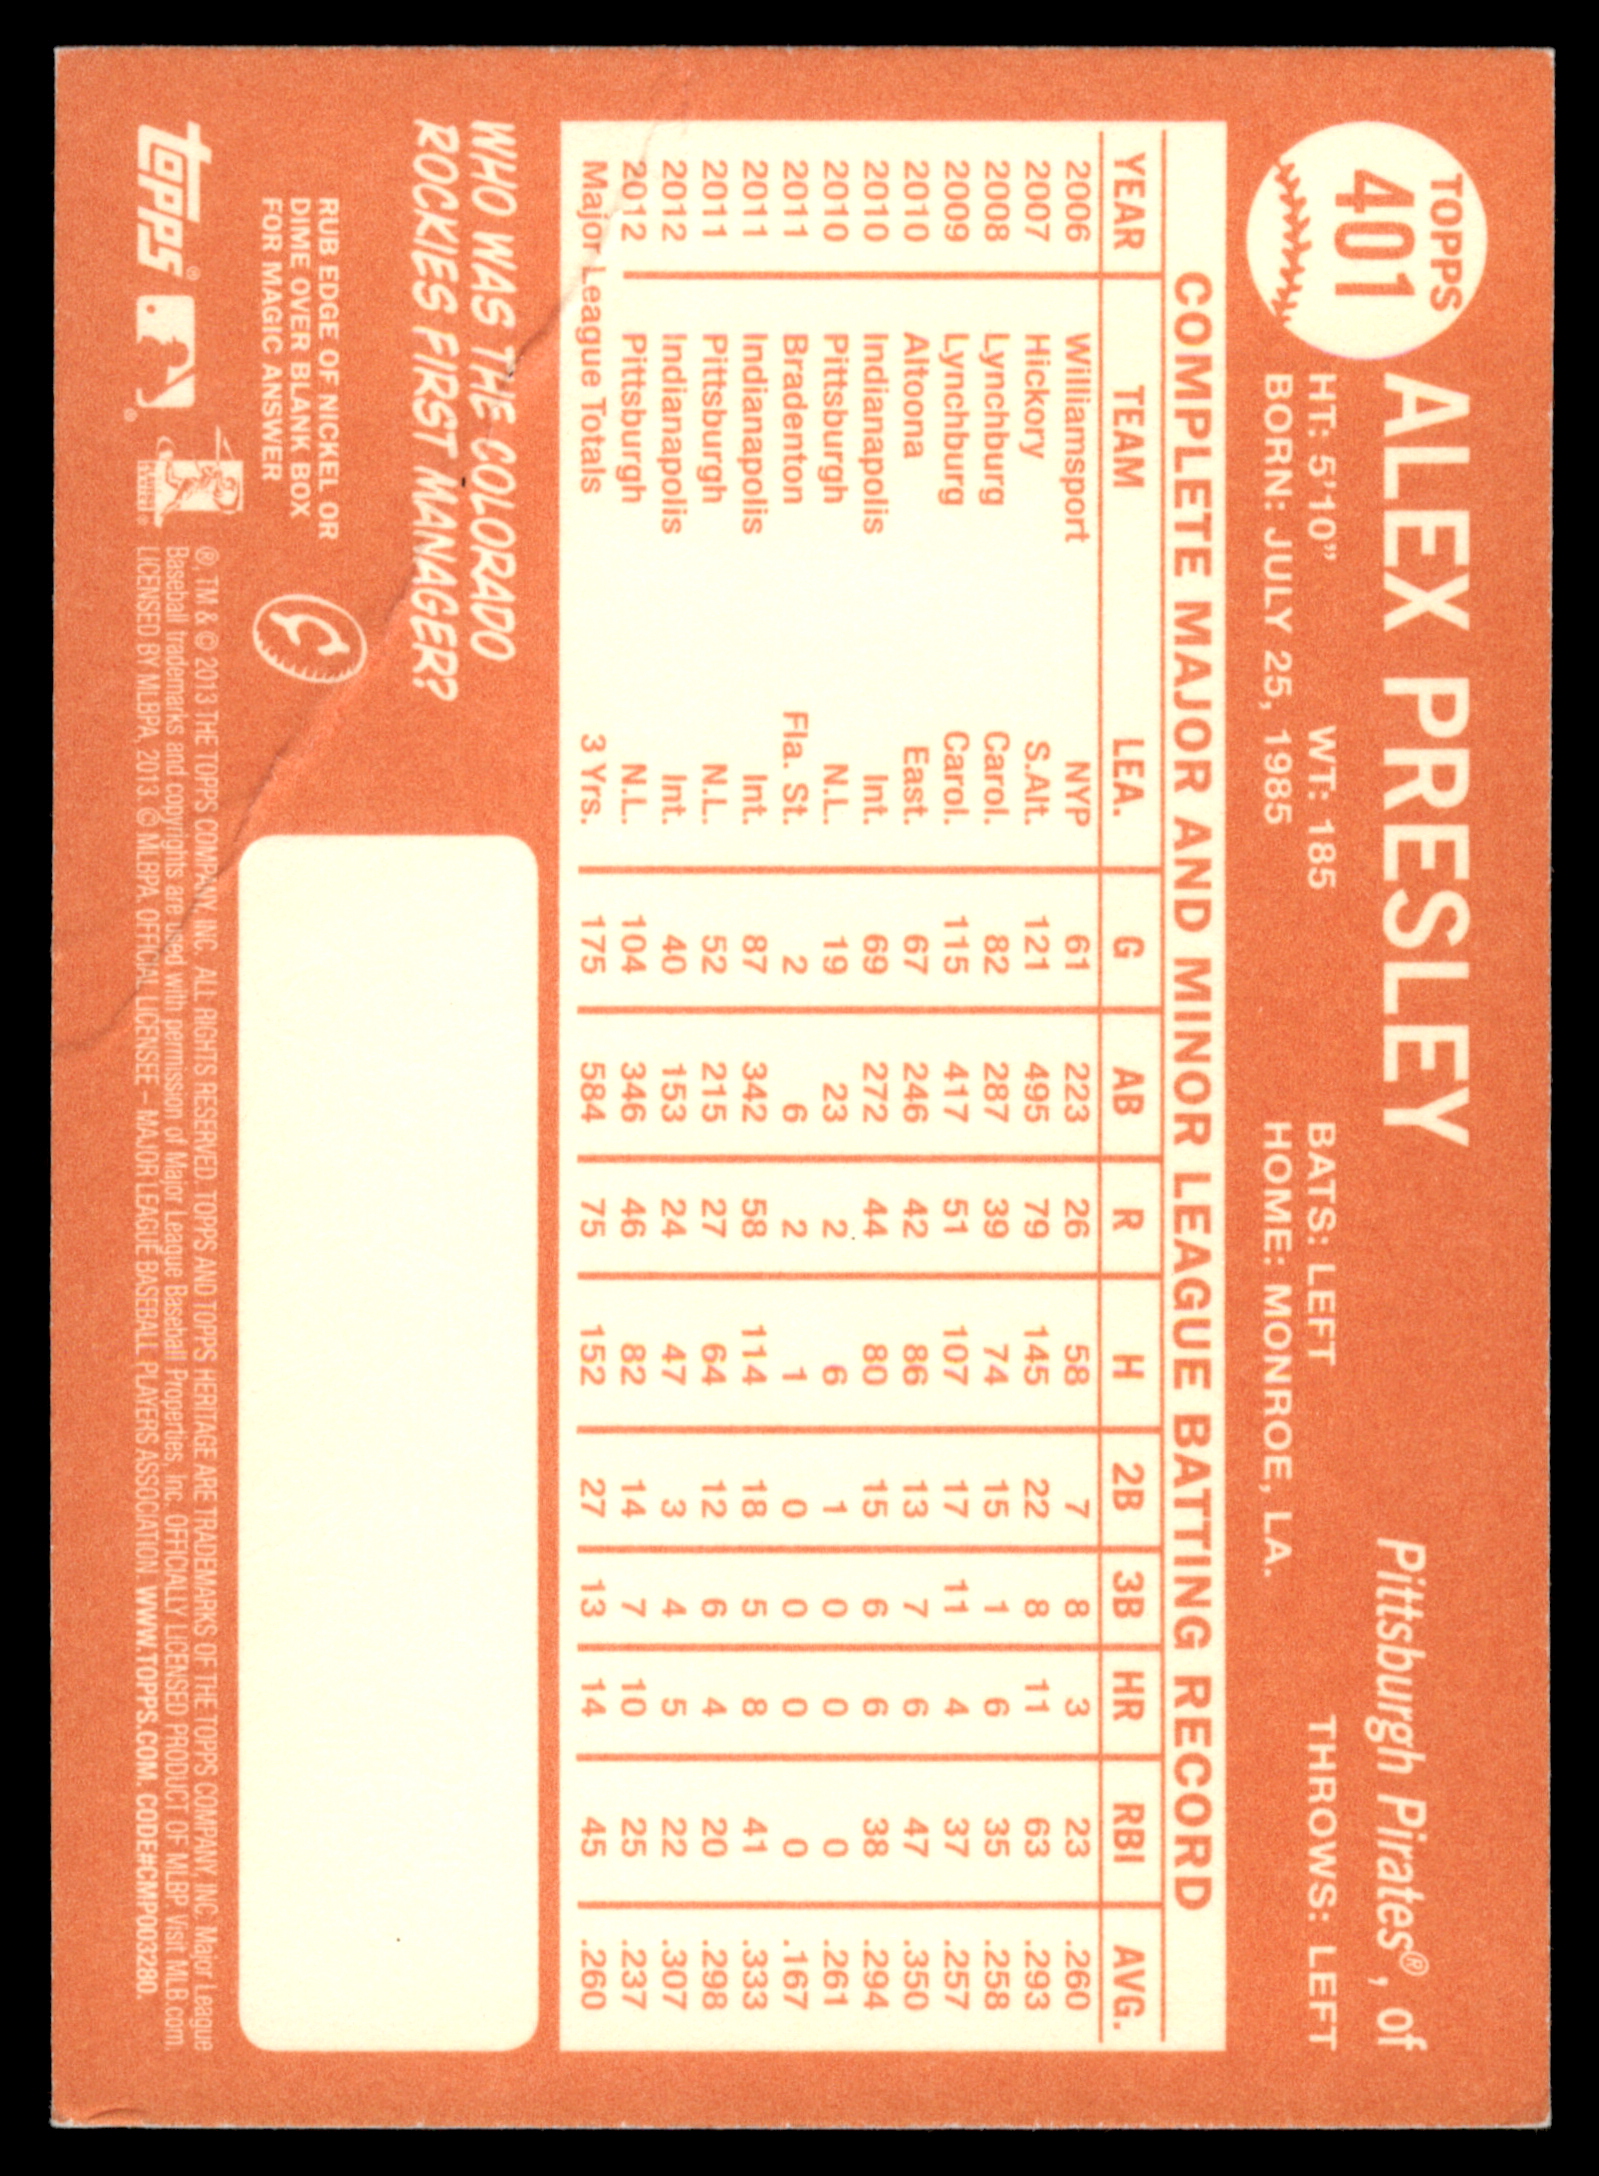 TOPPS
401
ALEX PRESLEY
Pittsburgh Pirates®, of
HT: 5'10" WT: 185 BATS: LEFT THROWS: LEFT
BORN: JULY 25, 1985 HOME: MONROE, LA.
COMPLETE MAJOR AND MINOR LEAGUE BATTING RECORD
YEAR TEAM LEA. G AB R H 2B 3B HR RBI AVG.
2006 Williamsport NYP 61 223 26 58 7 8 3 23 .260
2007 Hickory S.Atl. 121 495 79 145 22 8 11 63 .293
2008 Lynchburg Carol. 82 287 39 74 15 1 6 35 .258
2009 Lynchburg Carol. 115 417 51 107 17 11 4 37 .257
2010 Altoona East. 67 246 42 86 13 7 6 47 .350
2010 Indianapolis Int. 69 272 44 80 15 6 6 38 .294
2010 Pittsburgh N.L. 19 23 2 6 1 0 0 0 .261
2011 Bradenton Fla. St. 2 6 2 1 0 0 0 0 .167
2011 Indianapolis Int. 87 342 58 114 18 5 8 41 .333
2011 Pittsburgh N.L. 52 215 27 64 12 6 4 20 .298
2012 Indianapolis Int. 40 153 24 47 3 4 5 22 .307
2012 Pittsburgh N.L. 104 346 46 82 14 7 10 25 .237
Major League Totals 3 Yrs. 175 584 75 152 27 13 14 45 .260
WHO WAS THE COLORADO
ROCKIES FIRST MANAGER?
RUB EDGE OF NICKEL OR
DIME OVER BLANK BOX
FOR MAGIC ANSWER
Topps®
®
®, TM & © 2013 THE TOPPS COMPANY, INC. ALL RIGHTS RESERVED. TOPPS AND TOPPS HERITAGE ARE TRADEMARKS OF THE TOPPS COMPANY, INC. Major League
Baseball trademarks and copyrights are used with permission of Major League Baseball Properties, Inc. OFFICIALLY LICENSED PRODUCT OF MLBP. Visit MLB.com.
LICENSED BY MLBPA, 2013. © MLBPA. OFFICIAL LICENSEE – MAJOR LEAGUE BASEBALL PLAYERS ASSOCIATION. WWW.TOPPS.COM. CODE#CMP003280.